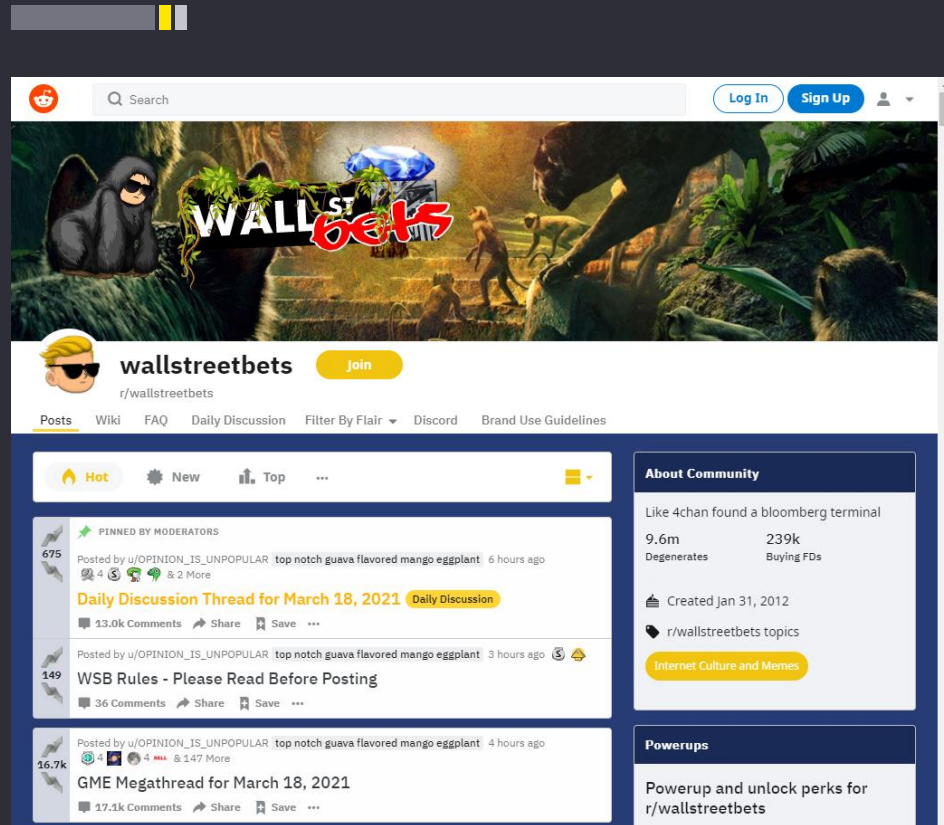 Search
Log In
Sign Up
WALL ST bets
wallstreetbets
Join
r/wallstreetbets
Posts
Wiki
FAQ
Daily Discussion
Filter By Flair
Discord
Brand Use Guidelines
Hot
New
Top
...
675
PINNED BY MODERATORS
Posted by u/OPINION_IS_UNPOPULAR top notch guava flavored mango eggplant 6 hours ago
4 & 2 More
Daily Discussion Thread for March 18, 2021 Daily Discussion
13.0k Comments Share Save ...
149
Posted by u/OPINION_IS_UNPOPULAR top notch guava flavored mango eggplant 3 hours ago
WSB Rules - Please Read Before Posting
36 Comments Share Save ...
16.7k
Posted by u/OPINION_IS_UNPOPULAR top notch guava flavored mango eggplant 4 hours ago
4 4 & 147 More
GME Megathread for March 18, 2021
17.1k Comments Share Save ...
About Community
Like 4chan found a bloomberg terminal
9.6m 239k
Degenerates Buying FDs
Created Jan 31, 2012
r/wallstreetbets topics
Internet Culture and Memes
Powerups
Powerup and unlock perks for
r/wallstreetbets